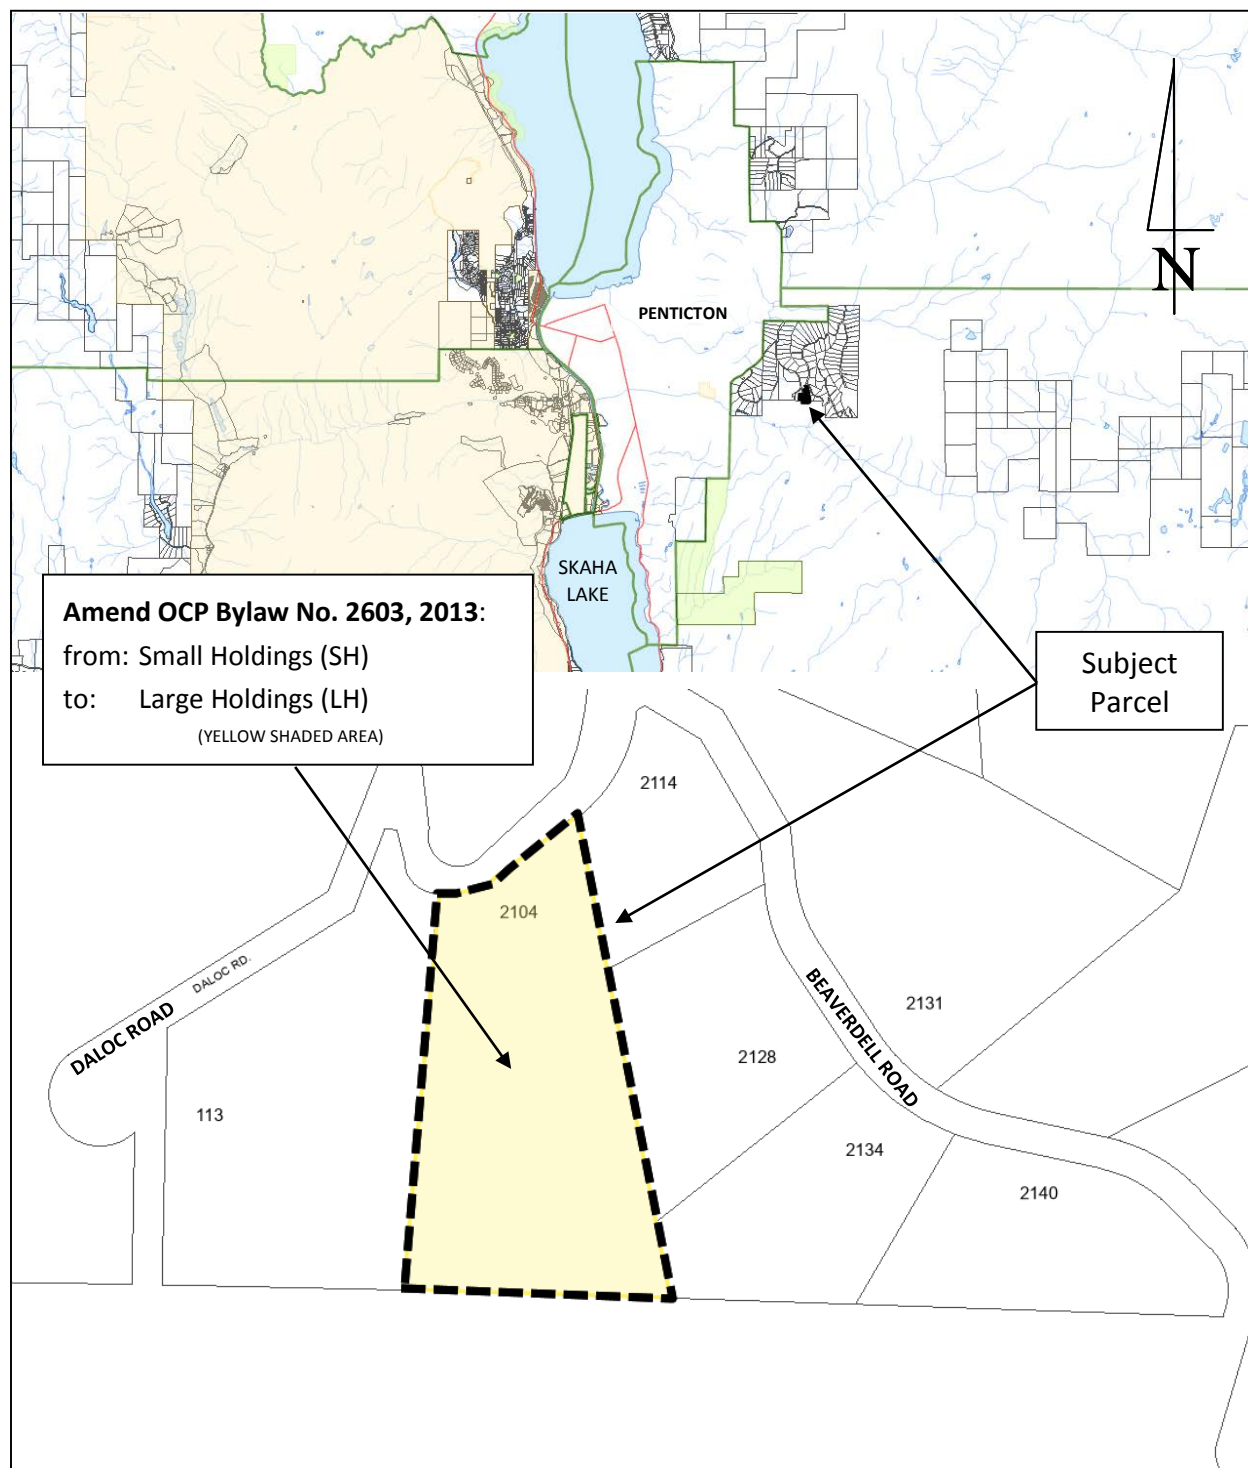 PENTICTON
N
SKAHA
LAKE
Amend OCP Bylaw No. 2603, 2013:
from: Small Holdings (SH)
to: Large Holdings (LH)
(YELLOW SHADED AREA)
Subject
Parcel
2114
2104
DALOC RD.
DALOC ROAD
BEAVERDELL ROAD
2131
2128
113
2134
2140